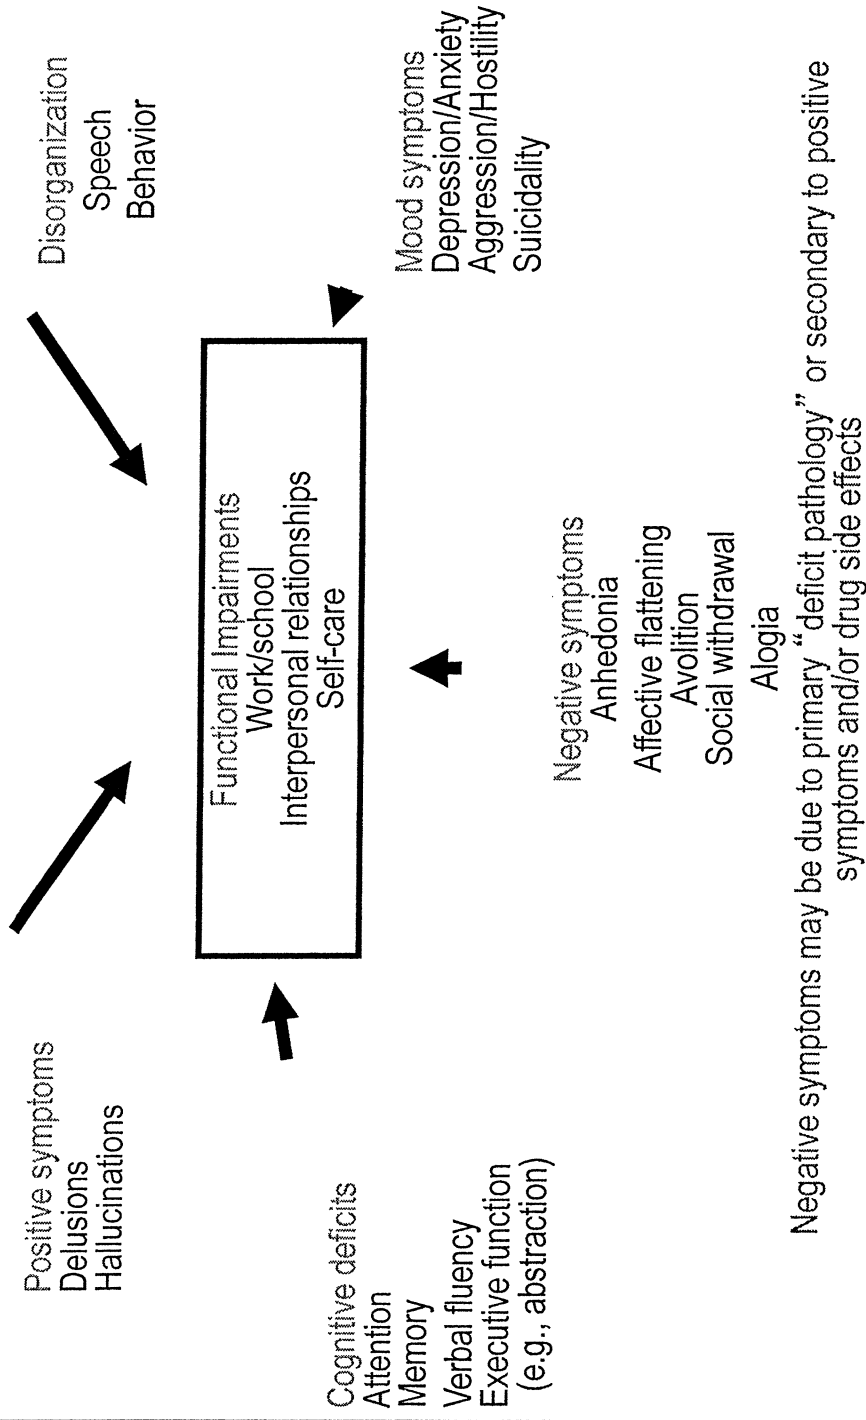 Positive symptoms
Delusions
Hallucinations
Disorganization
Speech
Behavior
Functional Impairments
Work/school
Interpersonal relationships
Self-care
Cognitive deficits
Attention
Memory
Verbal fluency
Executive function
(e.g., abstraction)
Mood symptoms
Depression/Anxiety
Aggression/Hostility
Suicidality
Negative symptoms
Anhedonia
Affective flattening
Avolition
Social withdrawal
Alogia
Negative symptoms may be due to primary “deficit pathology” or secondary to positive
symptoms and/or drug side effects